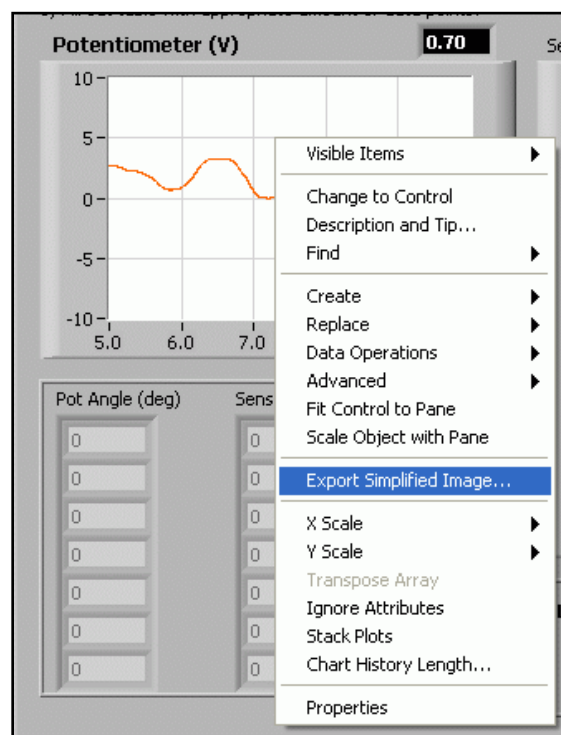 Potentiometer (V)
0.70
Se
10
5
0
-5
-10
5.0 6.0 7.0
Visible Items
Change to Control
Description and Tip...
Find
Create
Replace
Data Operations
Advanced
Fit Control to Pane
Scale Object with Pane
Export Simplified Image...
X Scale
Y Scale
Transpose Array
Ignore Attributes
Stack Plots
Chart History Length...
Properties
Pot Angle (deg) Sens
0 0
0 0
0 0
0 0
0 0
0 0
0 0